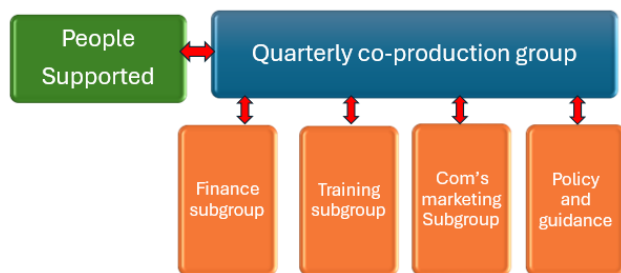 People
Supported
Quarterly co-production group
Finance
subgroup
Training
subgroup
Com's
marketing
Subgroup
Policy
and
guidance